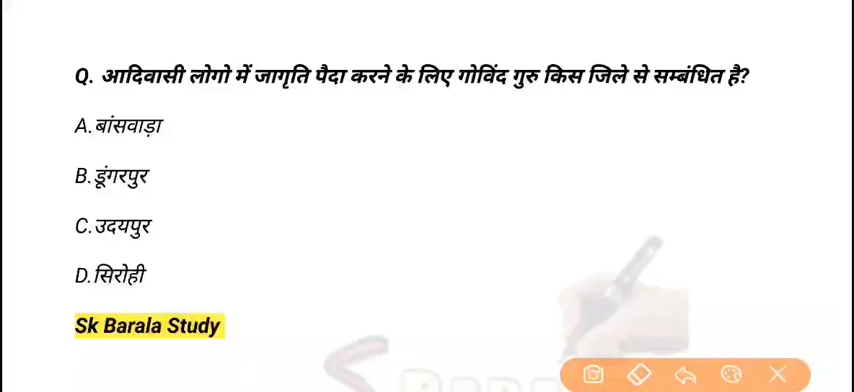 Q. आदिवासी लोगो में जागृति पैदा करने के लिए गोविंद गुरु किस जिले से सम्बंधित है?
A. बांसवाड़ा
B. डूंगरपुर
C. उदयपुर
D. सिरोही
Sk Barala Study